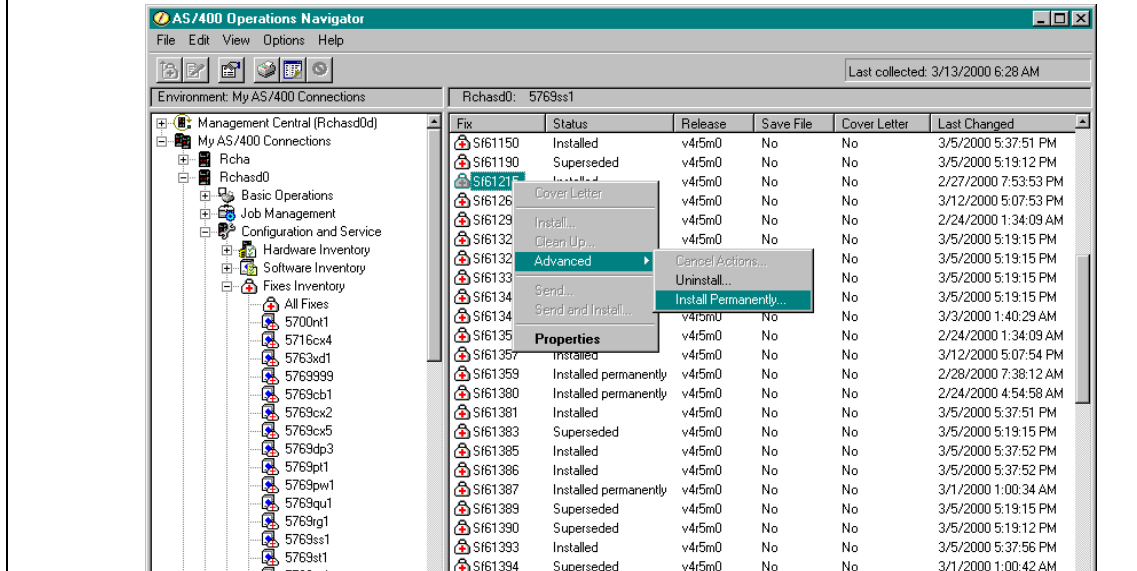 AS/400 Operations Navigator
File Edit View Options Help
Last collected: 3/13/2000 6:28 AM
Environment: My AS/400 Connections
Rchasd0: 5769ss1
Management Central (Rchasd0d)
My AS/400 Connections
Rcha
Rchasd0
Basic Operations
Job Management
Configuration and Service
Hardware Inventory
Software Inventory
Fixes Inventory
All Fixes
5700nt1
5716cx4
5763xd1
5769999
5769cb1
5769cx2
5769cx5
5769dp3
5769pt1
5769pw1
5769qu1
5769rg1
5769ss1
5769st1
Fix Status Release Save File Cover Letter Last Changed
Sf61150 Installed v4r5m0 No No 3/5/2000 5:37:51 PM
Sf61190 Superseded v4r5m0 No No 3/5/2000 5:19:12 PM
Sf61215 Installed v4r5m0 No No 2/27/2000 7:53:53 PM
Sf6126 v4r5m0 No No 3/12/2000 5:07:53 PM
Sf6129 v4r5m0 No No 2/24/2000 1:34:09 AM
Sf6132 v4r5m0 No No 3/5/2000 5:19:15 PM
Sf6132 3/5/2000 5:19:15 PM
Sf6133 3/5/2000 5:19:15 PM
Sf6134 3/5/2000 5:19:15 PM
Sf6134 v4r5m0 No No 3/3/2000 1:40:29 AM
Sf6135 v4r5m0 No No 2/24/2000 1:34:09 AM
Sf61357 Installed v4r5m0 No No 3/12/2000 5:07:54 PM
Sf61359 Installed permanently v4r5m0 No No 2/28/2000 7:38:12 AM
Sf61380 Installed permanently v4r5m0 No No 2/24/2000 4:54:58 AM
Sf61381 Installed v4r5m0 No No 3/5/2000 5:37:51 PM
Sf61383 Superseded v4r5m0 No No 3/5/2000 5:19:15 PM
Sf61385 Installed v4r5m0 No No 3/5/2000 5:37:52 PM
Sf61386 Installed v4r5m0 No No 3/5/2000 5:37:52 PM
Sf61387 Installed permanently v4r5m0 No No 3/1/2000 1:00:34 AM
Sf61389 Superseded v4r5m0 No No 3/5/2000 5:19:15 PM
Sf61390 Superseded v4r5m0 No No 3/5/2000 5:19:12 PM
Sf61393 Installed v4r5m0 No No 3/5/2000 5:37:56 PM
Sf61394 Superseded v4r5m0 No No 3/1/2000 1:00:42 AM
Cover Letter
Install...
Clean Up...
Advanced
Send...
Send and Install...
Properties
Cancel Actions...
Uninstall...
Install Permanently...